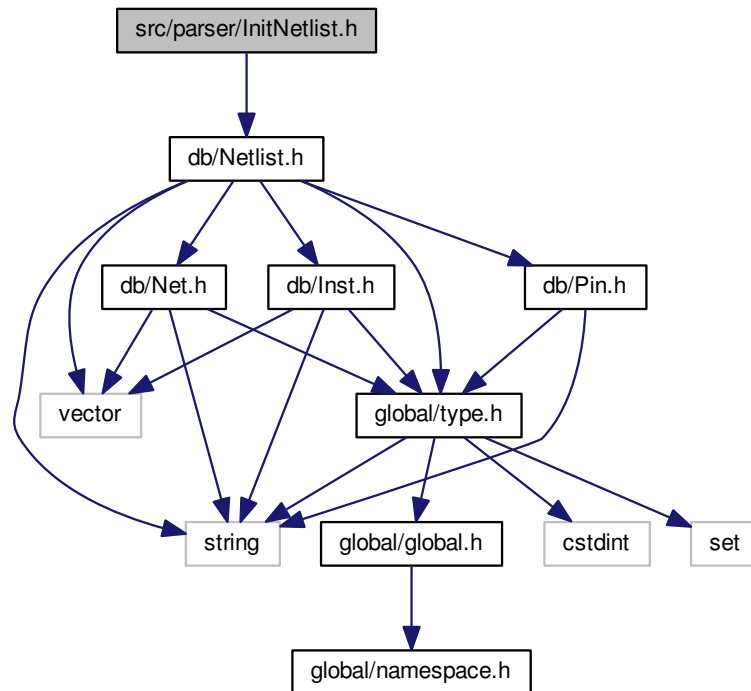 src/parser/InitNetlist.h
db/Netlist.h
db/Net.h
db/Inst.h
db/Pin.h
vector
global/type.h
string
global/global.h
cstdint
set
global/namespace.h